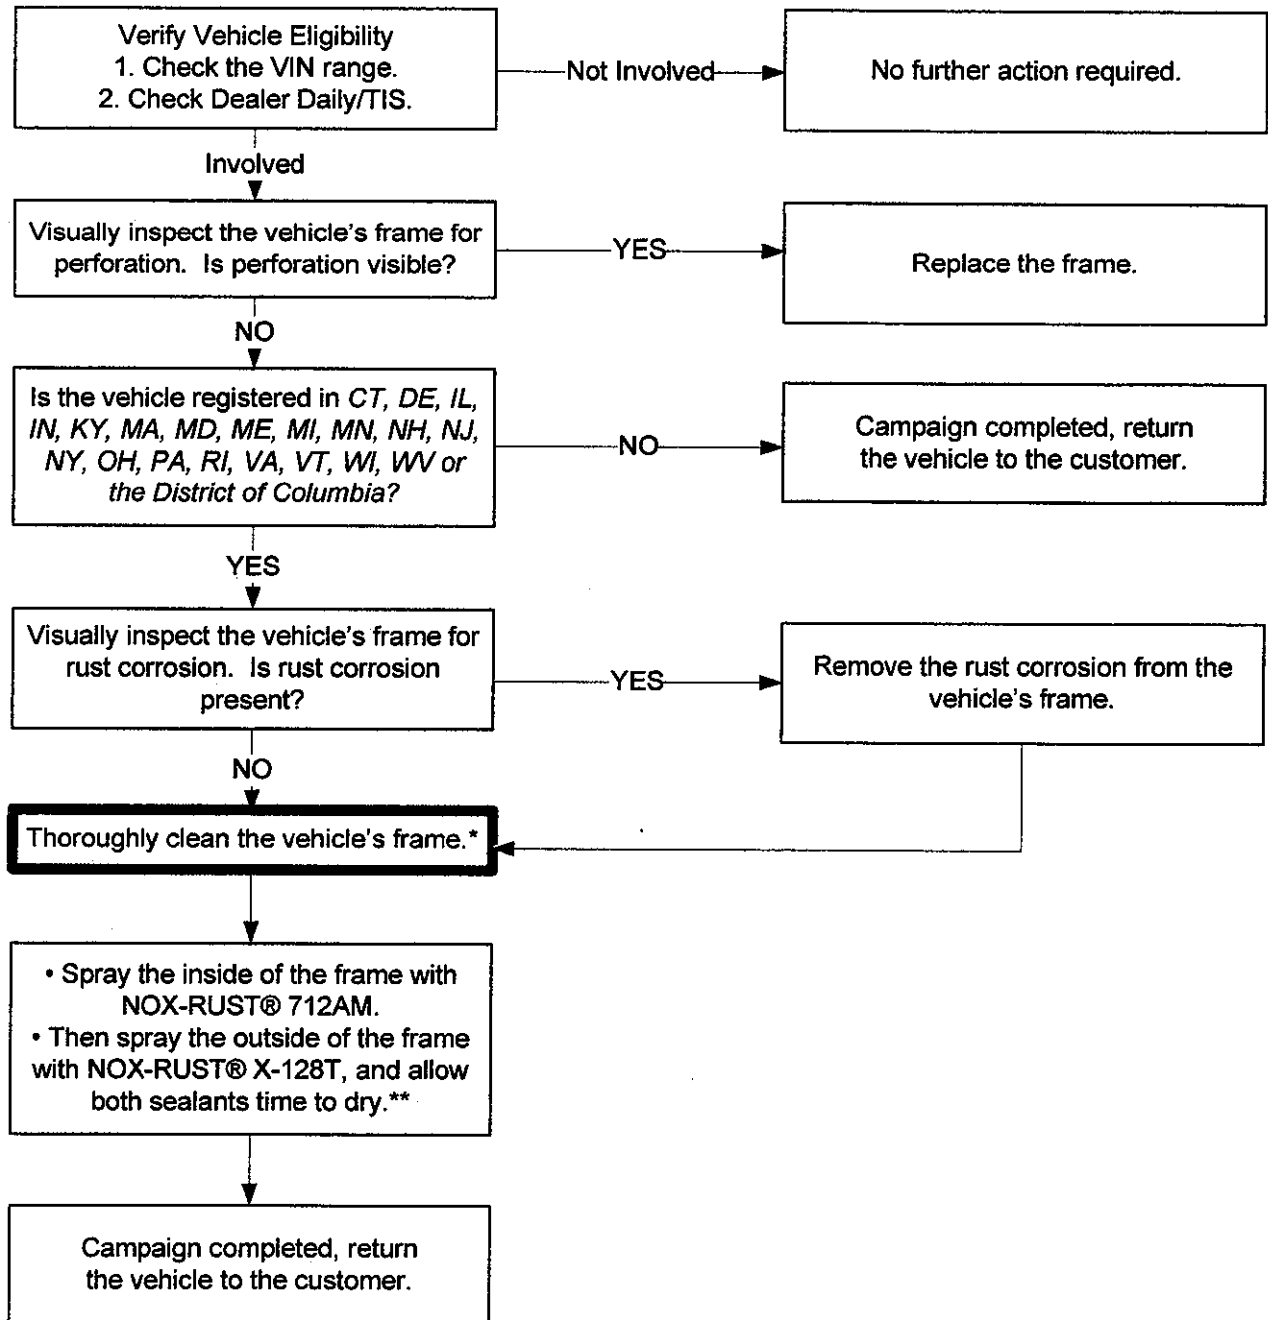 Verify Vehicle Eligibility
1. Check the VIN range.
2. Check Dealer Daily/TIS.
Not Involved
No further action required.
Involved
Visually inspect the vehicle's frame for
perforation. Is perforation visible?
YES
Replace the frame.
NO
Is the vehicle registered in CT, DE, IL,
IN, KY, MA, MD, ME, MI, MN, NH, NJ,
NY, OH, PA, RI, VA, VT, WI, WV or
the District of Columbia?
NO
Campaign completed, return
the vehicle to the customer.
YES
Visually inspect the vehicle's frame for
rust corrosion. Is rust corrosion
present?
YES
Remove the rust corrosion from the
vehicle's frame.
NO
Thoroughly clean the vehicle's frame.*
• Spray the inside of the frame with
NOX-RUST® 712AM.
• Then spray the outside of the frame
with NOX-RUST® X-128T, and allow
both sealants time to dry.**
Campaign completed, return
the vehicle to the customer.